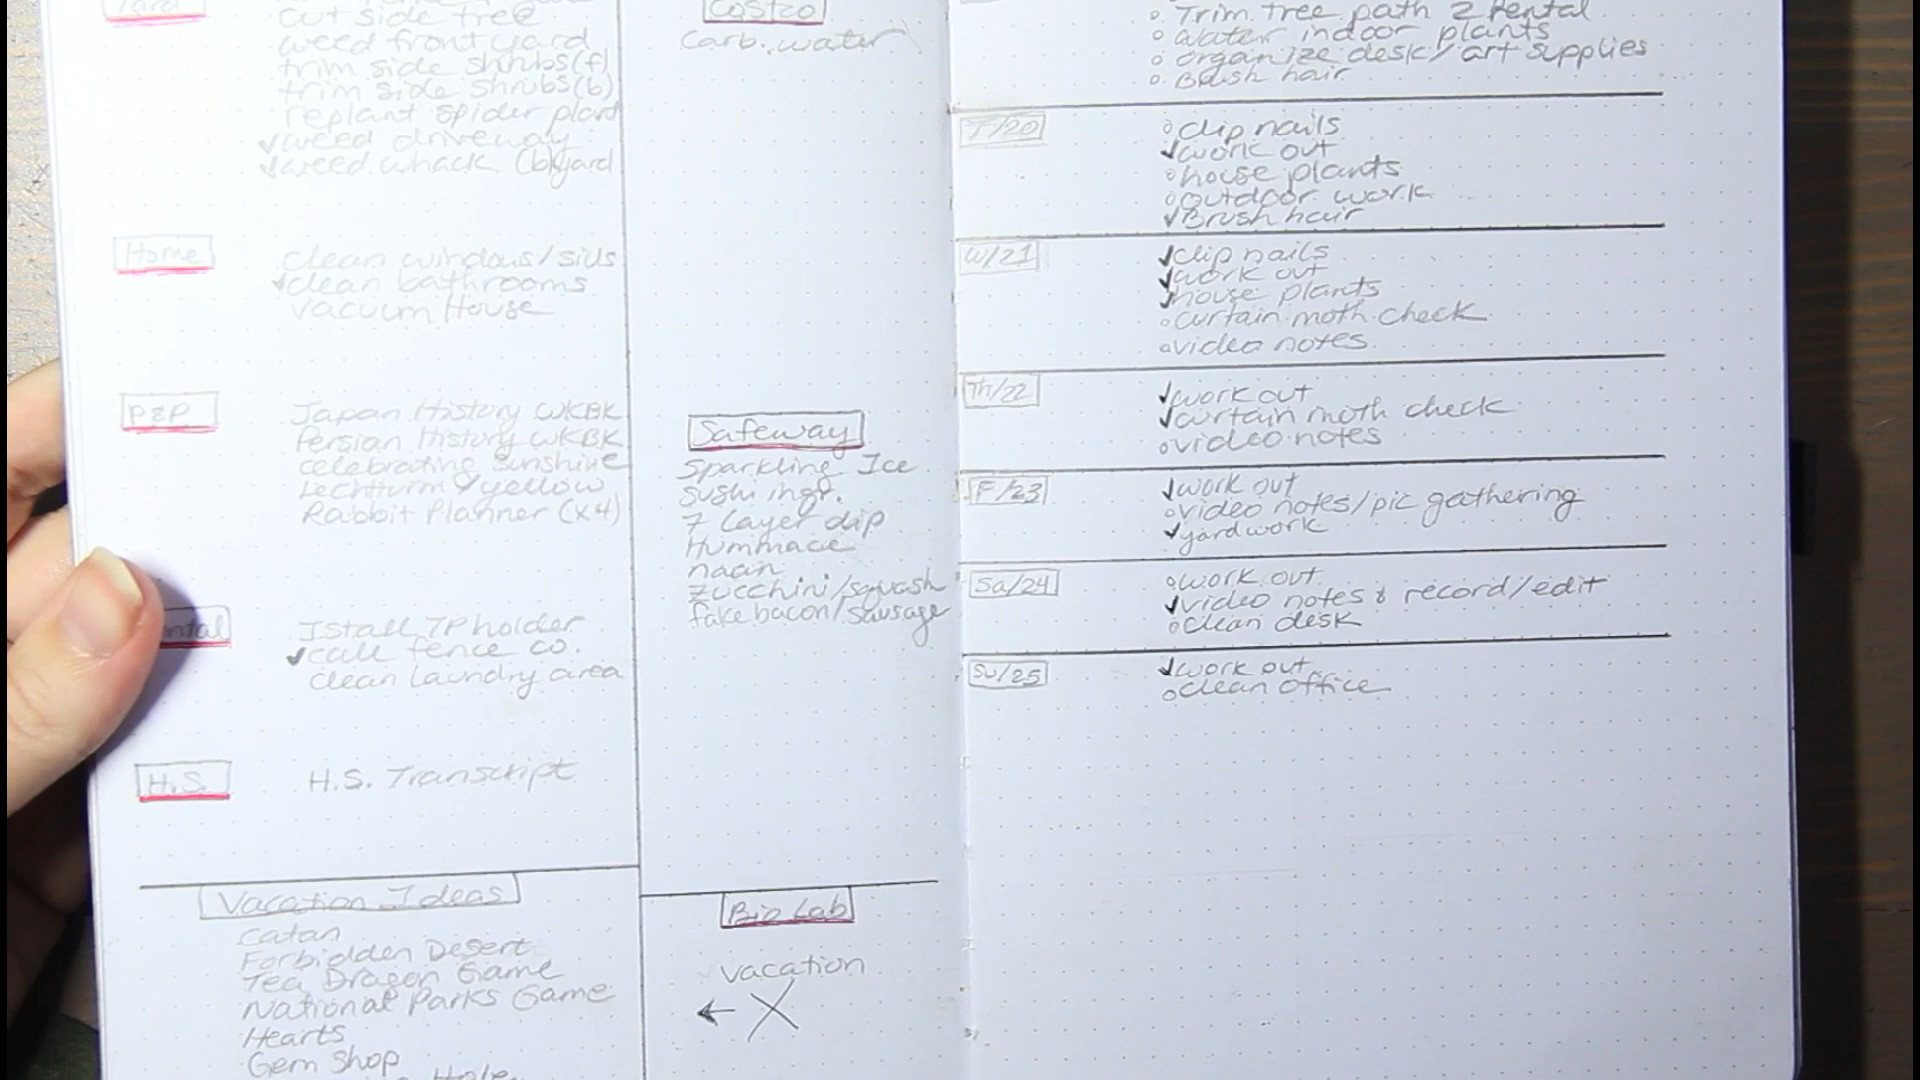 Yard
cut side tree
weed front yard
trim side shrubs(f)
trim side shrubs(b)
replant spider plant
✓weed driveway
✓weed whack (b)yard
Home
clean windows/sills
✓clean bathrooms
vacuum House
P&P
Japan History WKBK
Persian History WKBK
celebrating sunshine
yellow
Rabbit Planner (x4)
ntal
Istall TP holder
✓call fence co.
clean laundry area
H.S.
H.S. Transcript
Vacation Ideas
Catan
Forbidden Desert
Tea Dragon Game
National Parks Game
Hearts
Gem Shop
Costco
Carb. water
Safeway
Sparkling Ice
Sushi ingr.
7 Layer dip
Hummace
naan
zucchini/squash
fake bacon/sausage
Bio Lab
vacation
← X
o Trim tree path 2 rental
o water indoor plants
o organize desk/art supplies
o Brush hair
T/20
o clip nails
✓work out
o house plants
o outdoor work
✓Brush hair
W/21
✓clip nails
✓work out
✓house plants
o curtain moth check
o video notes
Th/22
✓work out
✓curtain moth check
o video notes
F/23
✓work out
o video notes/pic gathering
✓yardwork
Sa/24
o work out
✓video notes & record/edit
o clean desk
Su/25
✓work out
o clean office